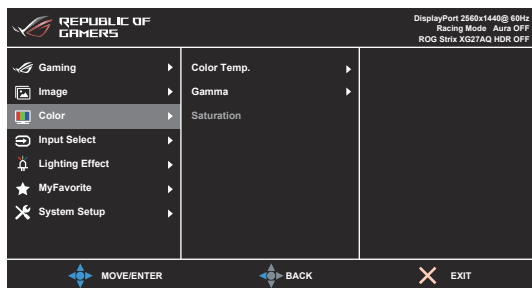 REPUBLIC OF
GAMERS
DisplayPort 2560x1440@ 60Hz
Racing Mode Aura OFF
ROG Strix XG27AQ HDR OFF
Gaming
Image
Color
Input Select
Lighting Effect
MyFavorite
System Setup
Color Temp.
Gamma
Saturation
MOVE/ENTER
BACK
EXIT